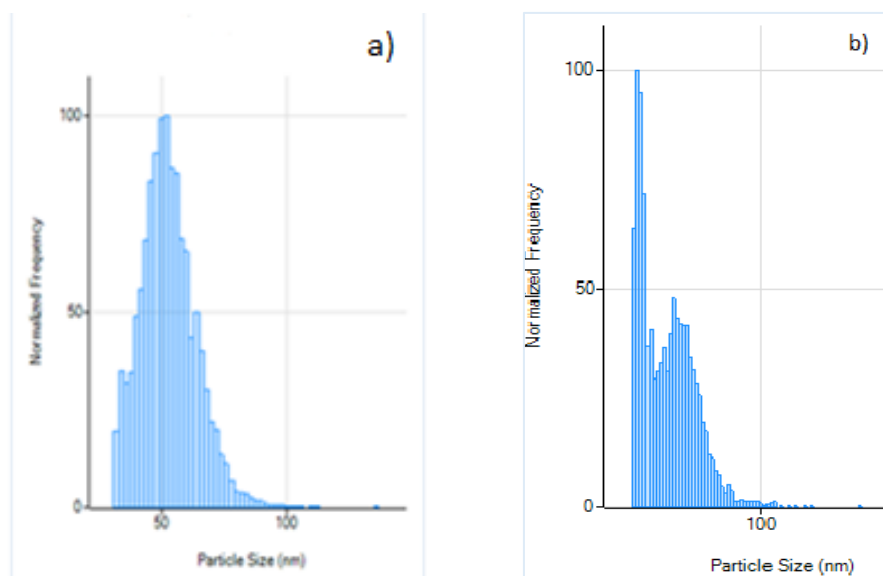 a)
100
Normalized Frequency
50
0
50 100
Particle Size (nm)
b)
100
Normalized Frequency
50
0
100
Particle Size (nm)